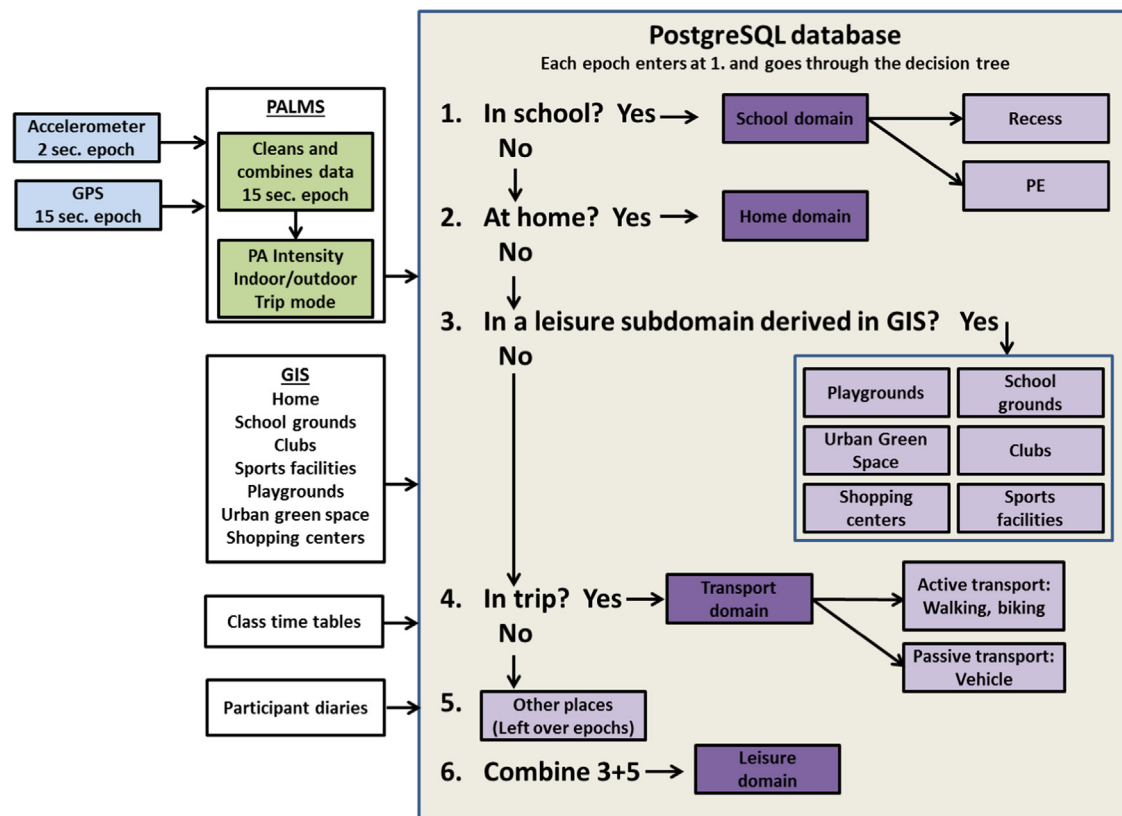 PostgreSQL database
Each epoch enters at 1. and goes through the decision tree
Accelerometer
2 sec. epoch
GPS
15 sec. epoch
PALMS
Cleans and
combines data
15 sec. epoch
PA Intensity
Indoor/outdoor
Trip mode
GIS
Home
School grounds
Clubs
Sports facilities
Playgrounds
Urban green space
Shopping centers
Class time tables
Participant diaries
1. In school? Yes
School domain
Recess
PE
No
2. At home? Yes
Home domain
No
3. In a leisure subdomain derived in GIS? Yes
No
Playgrounds
School
grounds
Urban Green
Space
Clubs
Shopping
centers
Sports
facilities
4. In trip? Yes
Transport
domain
Active transport:
Walking, biking
Passive transport:
Vehicle
No
5.
Other places
(Left over epochs)
6. Combine 3+5
Leisure
domain